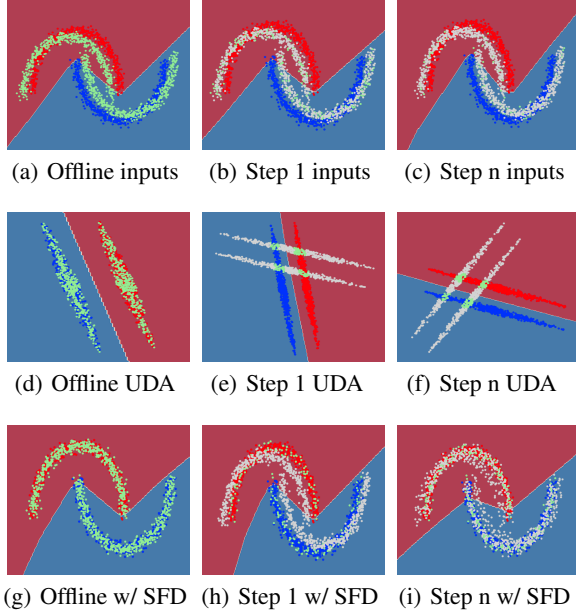 (a) Offline inputs (b) Step 1 inputs (c) Step n inputs
(d) Offline UDA (e) Step 1 UDA (f) Step n UDA
(g) Offline w/ SFD (h) Step 1 w/ SFD (i) Step n w/ SFD